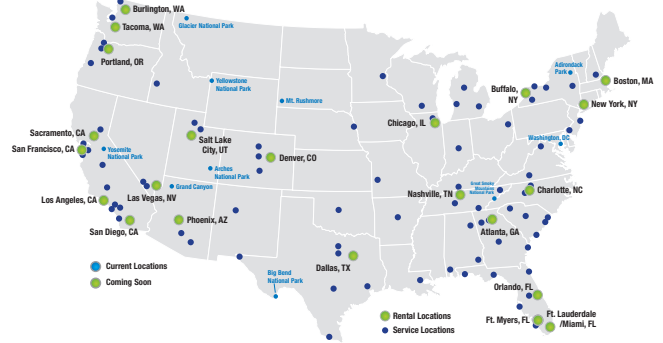 Burlington, WA
Tacoma, WA
Glacier National Park
Portland, OR
Yellowstone
National Park
Mt. Rushmore
Adirondack
Park
Boston, MA
Buffalo,
NY
New York, NY
Chicago, IL
Sacramento, CA
San Francisco, CA
Yosemite
National Park
Salt Lake
City, UT
Denver, CO
Washington, DC
Arches
National Park
Las Vegas, NV
Grand Canyon
Nashville, TN
Great Smoky
Mountains
National Park
Charlotte, NC
Los Angeles, CA
San Diego, CA
Phoenix, AZ
Atlanta, GA
Dallas, TX
Big Bend
National Park
Current Locations
Coming Soon
Orlando, FL
Ft. Myers, FL
Ft. Lauderdale
/Miami, FL
Rental Locations
Service Locations